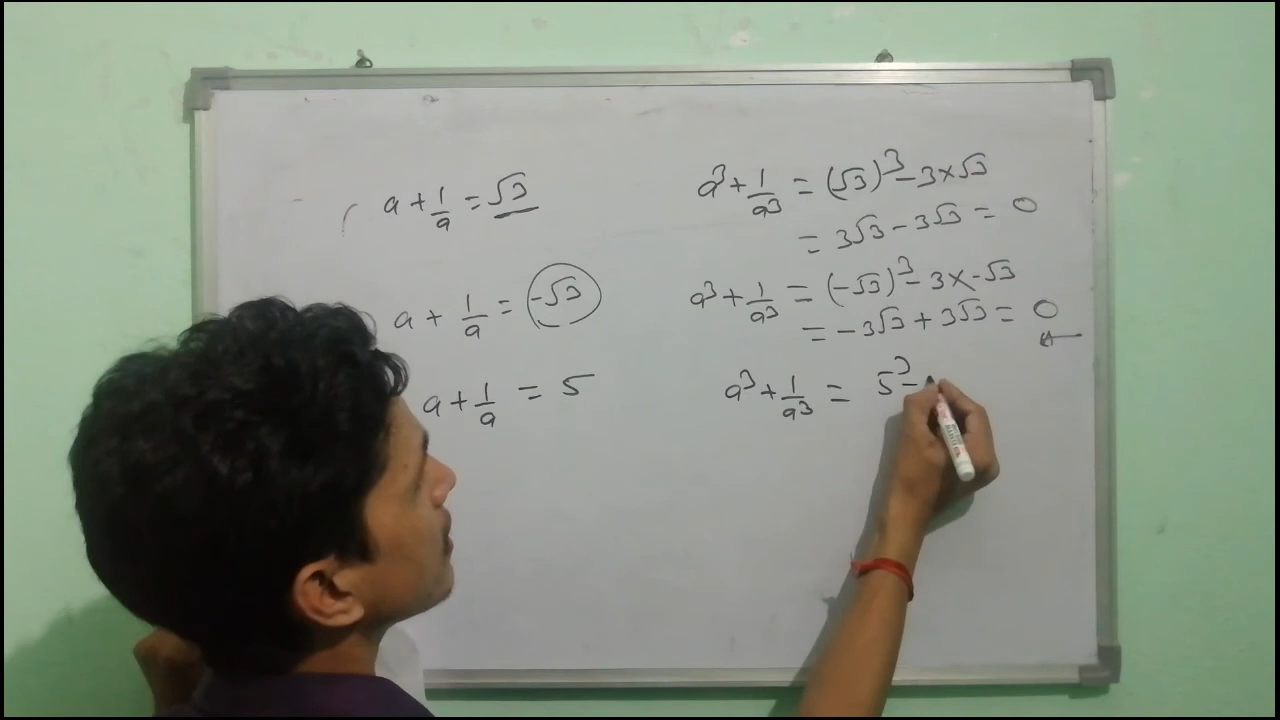 a + 1/a = √3
a³ + 1/a³ = (√3)³ - 3×√3
= 3√3 - 3√3 = 0
a + 1/a = -√3
a³ + 1/a³ = (-√3)³ - 3×-√3
= -3√3 + 3√3 = 0
a + 1/a = 5
a³ + 1/a³ = 5³ -